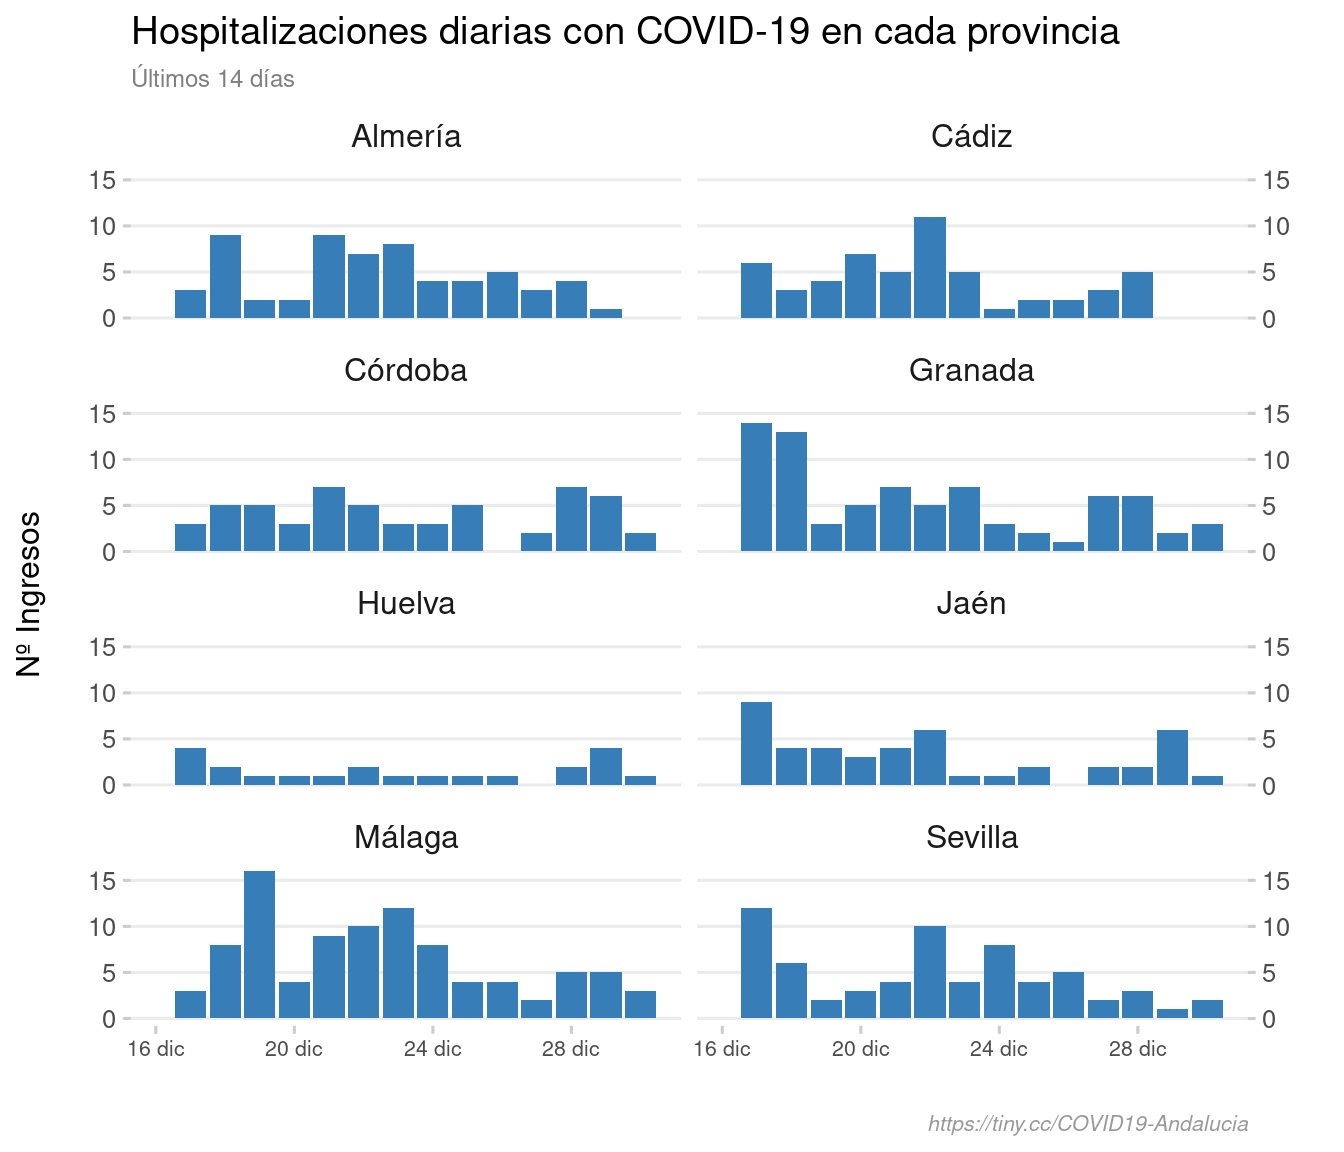 Hospitalizaciones diarias con COVID-19 en cada provincia
Últimos 14 días
Almería
Cádiz
15
15
10
10
5
5
0
0
Córdoba
Granada
15
15
10
10
5
5
0
0
Nº Ingresos
Huelva
Jaén
15
15
10
10
5
5
0
0
Málaga
Sevilla
15
15
10
10
5
5
0
0
16 dic 20 dic 24 dic 28 dic
16 dic 20 dic 24 dic 28 dic
https://tiny.cc/COVID19-Andalucia